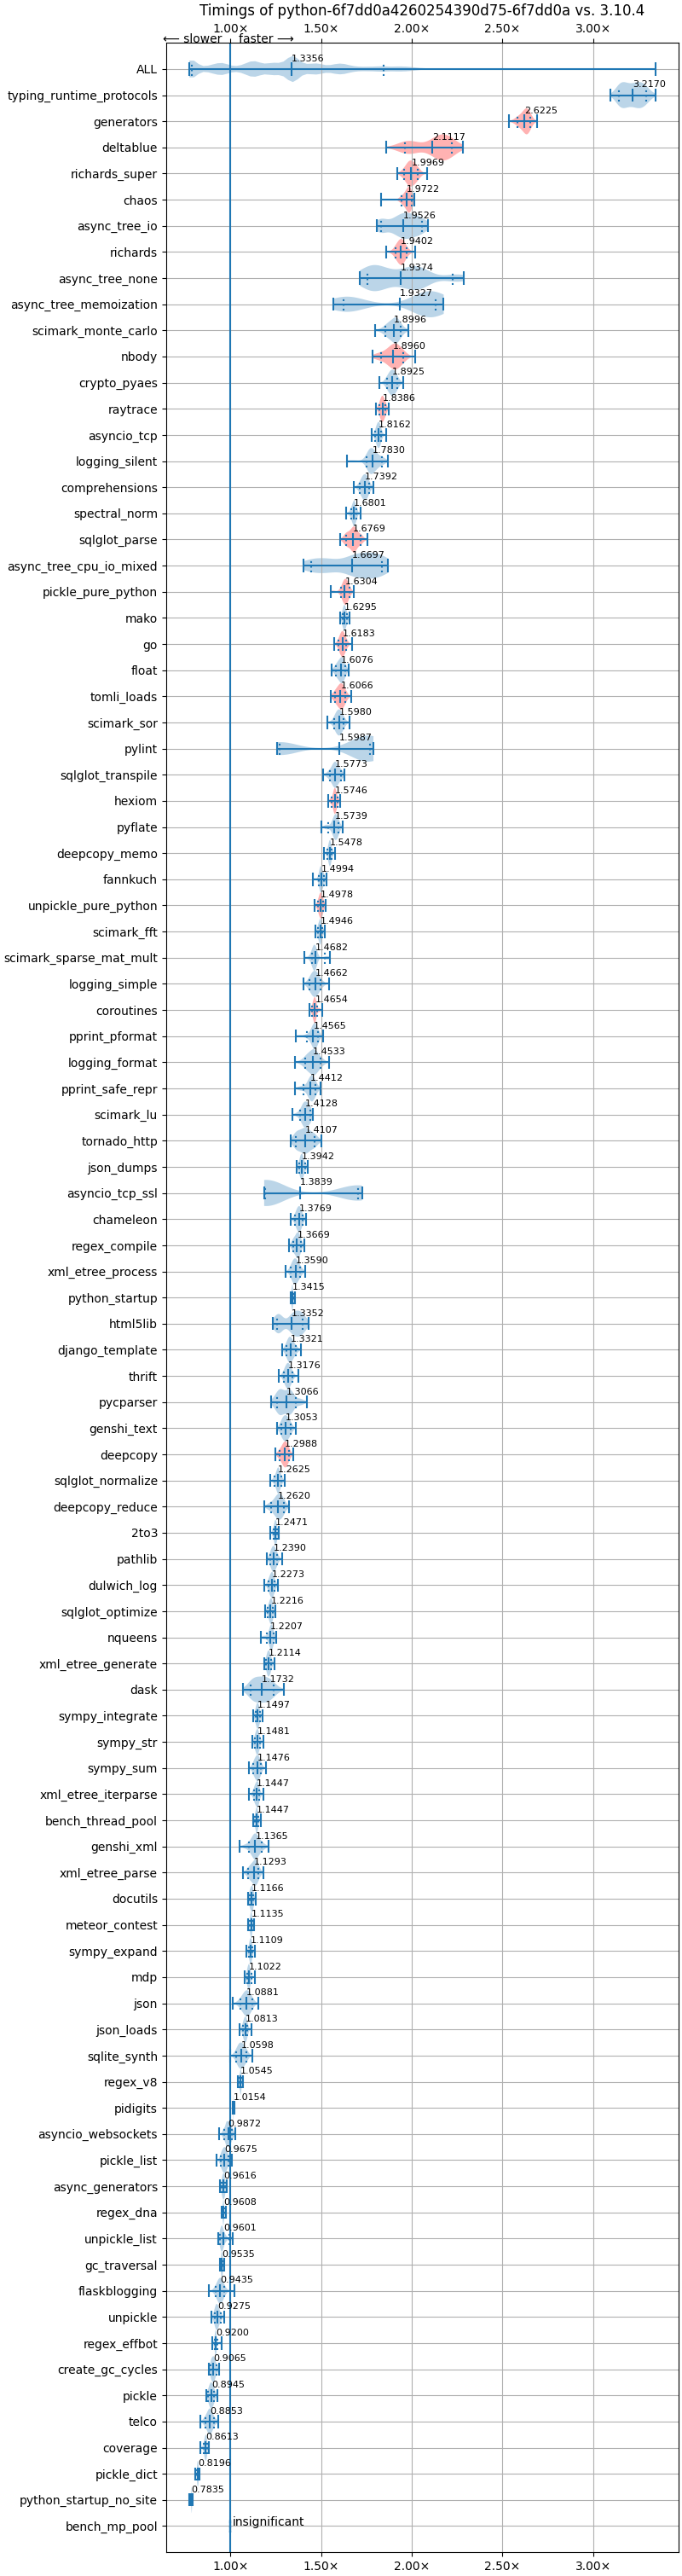 Timings of python-6f7dd0a4260254390d75-6f7dd0a vs. 3.10.4
1.00× 1.50× 2.00× 2.50× 3.00×
⟵ slower faster ⟶
ALL 1.3356
typing_runtime_protocols 3.2170
generators 2.6225
deltablue 2.1117
richards_super 1.9969
chaos 1.9722
async_tree_io 1.9526
richards 1.9402
async_tree_none 1.9374
async_tree_memoization 1.9327
scimark_monte_carlo 1.8996
nbody 1.8960
crypto_pyaes 1.8925
raytrace 1.8386
asyncio_tcp 1.8162
logging_silent 1.7830
comprehensions 1.7392
spectral_norm 1.6801
sqlglot_parse 1.6769
async_tree_cpu_io_mixed 1.6697
pickle_pure_python 1.6304
mako 1.6295
go 1.6183
float 1.6076
tomli_loads 1.6066
scimark_sor 1.5980
pylint 1.5987
sqlglot_transpile 1.5773
hexiom 1.5746
pyflate 1.5739
deepcopy_memo 1.5478
fannkuch 1.4994
unpickle_pure_python 1.4978
scimark_fft 1.4946
scimark_sparse_mat_mult 1.4682
logging_simple 1.4662
coroutines 1.4654
pprint_pformat 1.4565
logging_format 1.4533
pprint_safe_repr 1.4412
scimark_lu 1.4128
tornado_http 1.4107
json_dumps 1.3942
asyncio_tcp_ssl 1.3839
chameleon 1.3769
regex_compile 1.3669
xml_etree_process 1.3590
python_startup 1.3415
html5lib 1.3352
django_template 1.3321
thrift 1.3176
pycparser 1.3066
genshi_text 1.3053
deepcopy 1.2988
sqlglot_normalize 1.2625
deepcopy_reduce 1.2620
2to3 1.2471
pathlib 1.2390
dulwich_log 1.2273
sqlglot_optimize 1.2216
nqueens 1.2207
xml_etree_generate 1.2114
dask 1.1732
sympy_integrate 1.1497
sympy_str 1.1481
sympy_sum 1.1476
xml_etree_iterparse 1.1447
bench_thread_pool 1.1447
genshi_xml 1.1365
xml_etree_parse 1.1293
docutils 1.1166
meteor_contest 1.1135
sympy_expand 1.1109
mdp 1.1022
json 1.0881
json_loads 1.0813
sqlite_synth 1.0598
regex_v8 1.0545
pidigits 1.0154
asyncio_websockets 0.9872
pickle_list 0.9675
async_generators 0.9616
regex_dna 0.9608
unpickle_list 0.9601
gc_traversal 0.9535
flaskblogging 0.9435
unpickle 0.9275
regex_effbot 0.9200
create_gc_cycles 0.9065
pickle 0.8945
telco 0.8853
coverage 0.8613
pickle_dict 0.8196
python_startup_no_site 0.7835
bench_mp_pool insignificant
1.00× 1.50× 2.00× 2.50× 3.00×